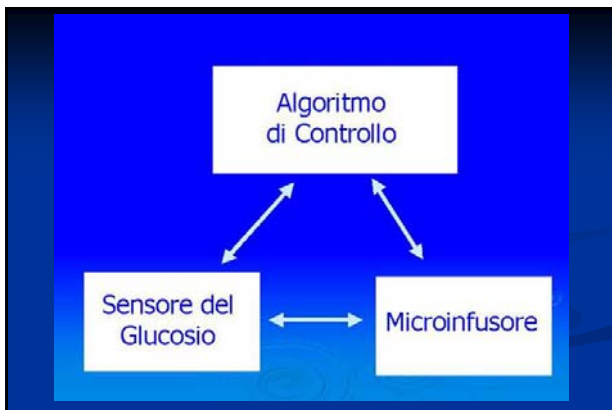 Algoritmo
di Controllo
Sensore del
Glucosio
Microinfusore